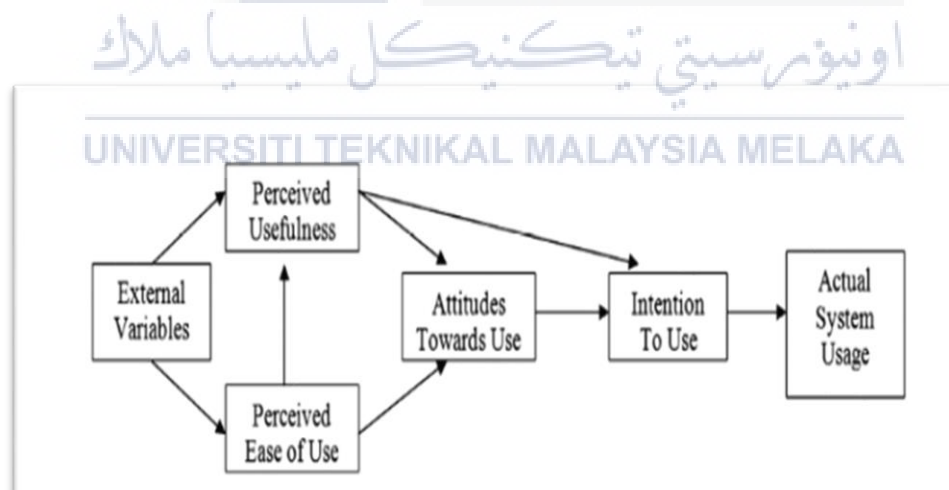 اونيۏرسيتي تيكنيكل مليسيا ملاك
UNIVERSITI TEKNIKAL MALAYSIA MELAKA
Perceived
Usefulness
External
Variables
Attitudes
Towards Use
Intention
To Use
Actual
System
Usage
Perceived
Ease of Use